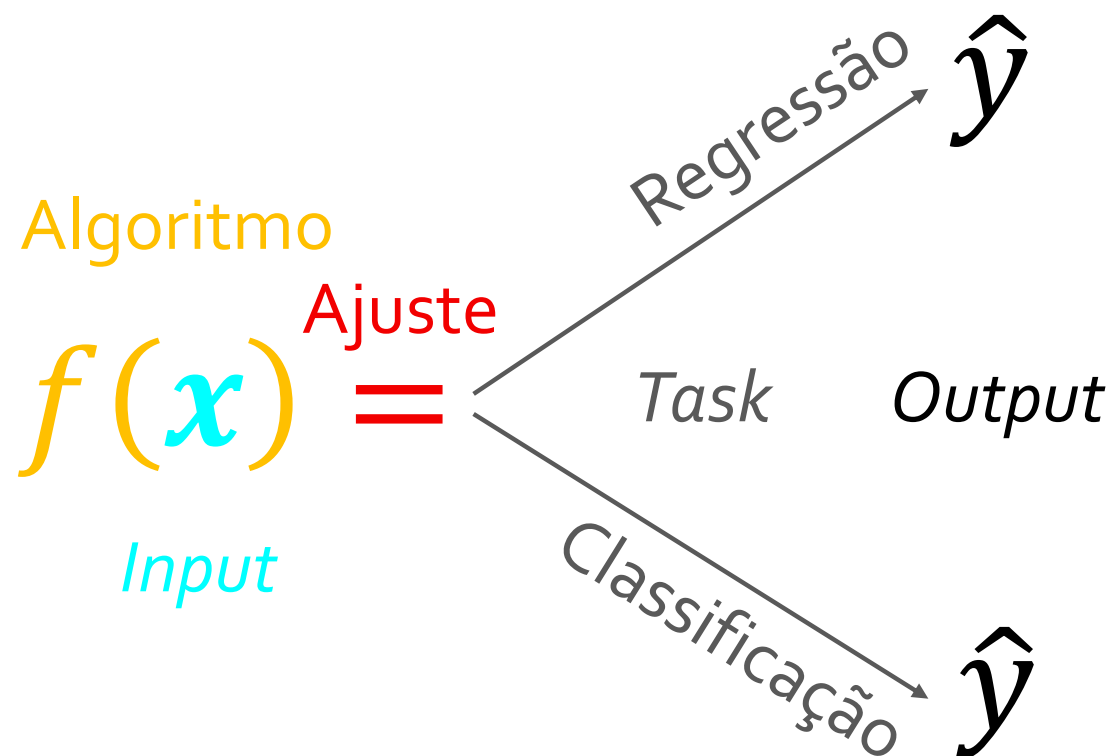 Regressão
ŷ
Algoritmo
Ajuste
f(x) =
Task
Output
Input
Classificação
ŷ